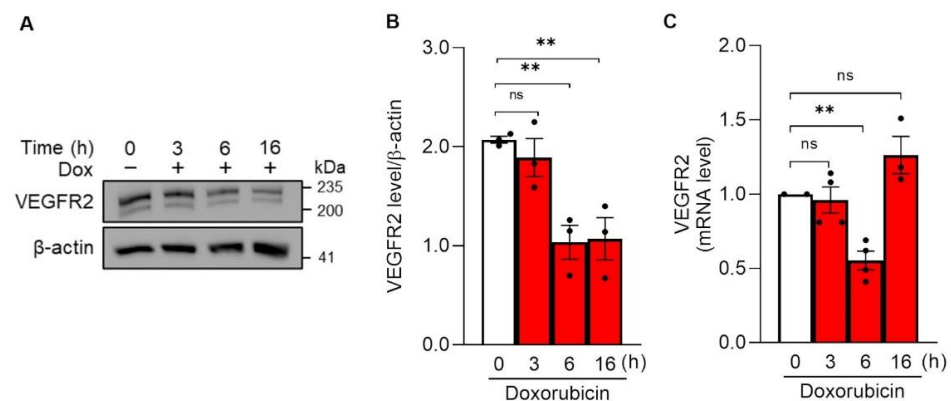 A
Time (h) 0 3 6 16
Dox – + + + kDa
VEGFR2
235
200
β-actin
41
B
VEGFR2 level/β-actin
3.0
2.0
1.0
0.0
**
**
ns
0 3 6 16 (h)
Doxorubicin
C
VEGFR2
(mRNA level)
2.0
1.5
1.0
0.5
0.0
ns
**
ns
0 3 6 16 (h)
Doxorubicin